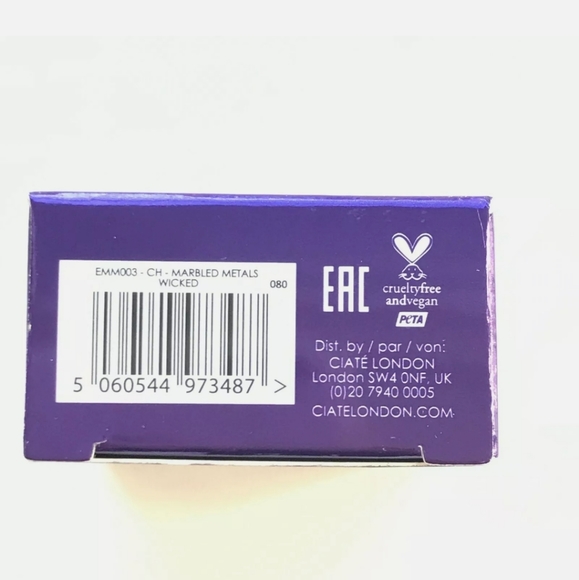 EMM003 - CH - MARBLED METALS
WICKED
080
5 060544 973487 >
EAC
crueltyfree
andvegan
PETA
Dist. by / par / von:
CIATÉ LONDON
London SW4 0NF, UK
(0)20 7940 0005
CIATELONDON.COM